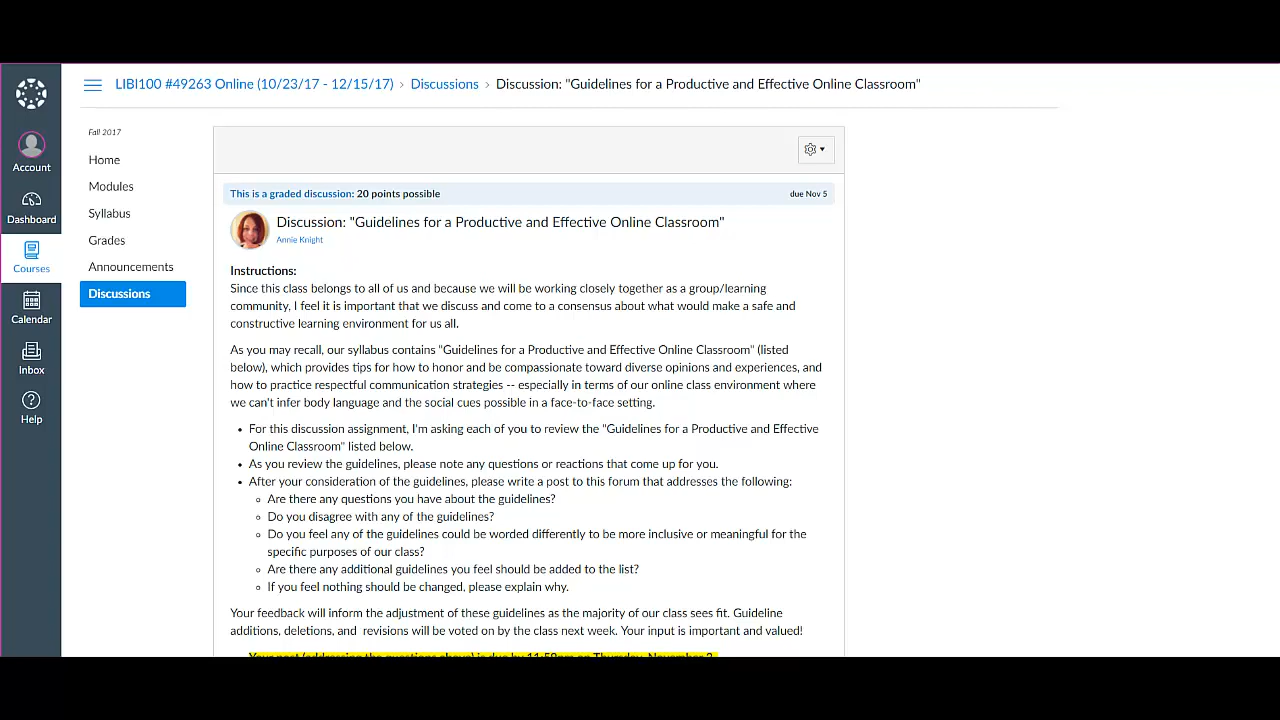 LIBI100 #49263 Online (10/23/17 - 12/15/17) › Discussions › Discussion: "Guidelines for a Productive and Effective Online Classroom"
Account
Dashboard
Courses
Calendar
Inbox
Help
Fall 2017
Home
Modules
Syllabus
Grades
Announcements
Discussions
This is a graded discussion: 20 points possible
due Nov 5
Discussion: "Guidelines for a Productive and Effective Online Classroom"
Annie Knight
Instructions:
Since this class belongs to all of us and because we will be working closely together as a group/learning
community, I feel it is important that we discuss and come to a consensus about what would make a safe and
constructive learning environment for us all.
As you may recall, our syllabus contains "Guidelines for a Productive and Effective Online Classroom" (listed
below), which provides tips for how to honor and be compassionate toward diverse opinions and experiences, and
how to practice respectful communication strategies -- especially in terms of our online class environment where
we can't infer body language and the social cues possible in a face-to-face setting.
• For this discussion assignment, I'm asking each of you to review the "Guidelines for a Productive and Effective
Online Classroom" listed below.
• As you review the guidelines, please note any questions or reactions that come up for you.
• After your consideration of the guidelines, please write a post to this forum that addresses the following:
◦ Are there any questions you have about the guidelines?
◦ Do you disagree with any of the guidelines?
◦ Do you feel any of the guidelines could be worded differently to be more inclusive or meaningful for the
specific purposes of our class?
◦ Are there any additional guidelines you feel should be added to the list?
◦ If you feel nothing should be changed, please explain why.
Your feedback will inform the adjustment of these guidelines as the majority of our class sees fit. Guideline
additions, deletions, and  revisions will be voted on by the class next week. Your input is important and valued!
Your post (addressing the questions above) is due by 11:59pm on Thursday, November 2